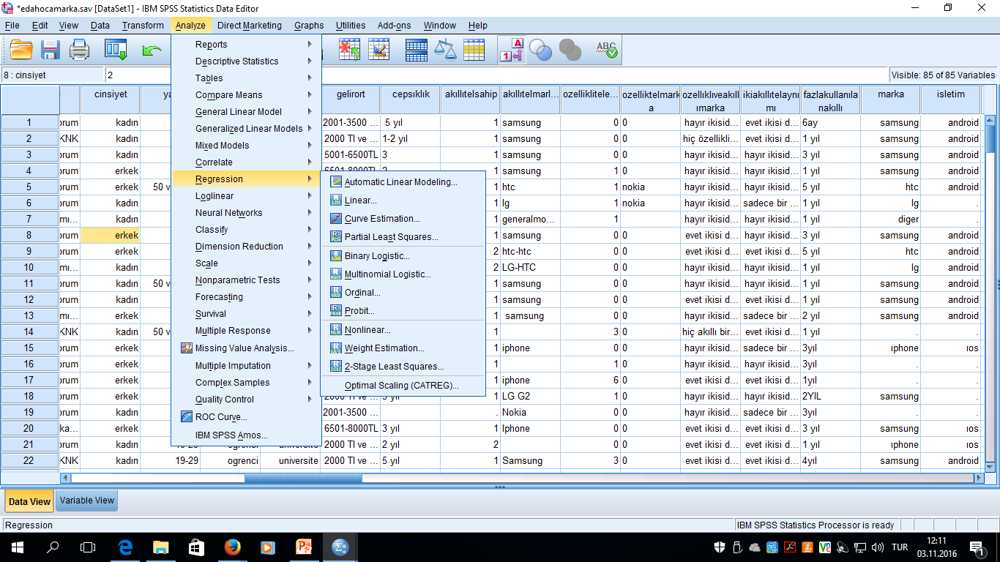 *edahocamarka.sav [DataSet1] - IBM SPSS Statistics Data Editor
File Edit View Data Transform Analyze Direct Marketing Graphs Utilities Add-ons Window Help
8 : cinsiyet 2 Visible: 85 of 85 Variables
Reports
Descriptive Statistics
Tables
Compare Means
General Linear Model
Generalized Linear Models
Mixed Models
Correlate
Regression
Loglinear
Neural Networks
Classify
Dimension Reduction
Scale
Nonparametric Tests
Forecasting
Survival
Multiple Response
Missing Value Analysis...
Multiple Imputation
Complex Samples
Quality Control
ROC Curve...
IBM SPSS Amos...
Automatic Linear Modeling...
Linear...
Curve Estimation...
Partial Least Squares...
Binary Logistic...
Multinomial Logistic...
Ordinal...
Probit...
Nonlinear...
Weight Estimation...
2-Stage Least Squares...
Optimal Scaling (CATREG)...
cinsiyet ya gelirort cepsıklık akıllıtelsahip akıllıtelmarl... ozelliklitele... ozelliktelmarka ozellıklıveakıllıımarka ikiakıllıtelaynımı fazlakullanılanakıllı marka isletim
1 orum kadın 2001-3500 ... 5 yıl 1 samsung 0 0 hayır ikisid... evet ikisi d... 6ay samsung android
2 KNK kadın 2000 Tl ve ... 1-2 yıl 1 samsung 0 0 hiç özellikli... evet ikisi d... 1 yıl samsung android
3 orum kadın 5001-6500TL 3 1 samsung 0 0 hayır ikisid... hayır ikisid... 3 yıl samsung android
4 orum erkek 6501-8000TL 2 1 samsung 1 0 hayır ikisid... hayır ikisid... 1 yıl samsung android
5 orum erkek 50 v 1 htc 1 nokia hayır ikisid... hayır ikisid... 5 yıl htc android
6 orum kadın 1 lg 1 nokia hayır ikisid... sadece bir ... 1 yıl lg .
7 mı... kadın 1 generalmo... 1 hayır ikisid... hayır ikisid... 1 yıl diger .
8 orum erkek 1 samsung 0 0 evet ikisi d... hayır ikisid... 3 yıl samsung android
9 orum erkek 2 htc-htc 0 0 evet ikisi d... evet ikisi d... 5 yıl htc android
10 mı... kadın 2 LG-HTC 0 0 hayır ikisid... evet ikisi d... 1 yıl lg android
11 orum kadın 50 v 1 samsung 0 0 hayır ikisid... hayır ikisid... 1 yıl samsung android
12 orum kadın 1 samsung 0 0 evet ikisi d... evet ikisi d... 1 yıl samsung android
13 mı... erkek 1 samsung 0 0 hayır ikisid... sadece bir ... 2 yıl samsung android
14 KNK kadın 50 v 1 3 0 hiç akıllı bir... evet ikisi d... 1 yıl . .
15 orum erkek 1 iphone 0 0 hayır ikisid... sadece bir ... 3yıl ıphone ıos
16 orum erkek 1 1 0 hayır ikisid... hayır ikisid... 3yıl . .
17 orum erkek 1 iphone 6 0 evet ikisi d... evet ikisi d... 1yıl . .
18 orum erkek 2000 Tl ve ... 5 yıl 1 LG G2 1 0 hayır ikisid... hayır ikisid... 2YIL samsung .
19 orum kadın 2001-3500 ... . Nokia 0 0 hayır ikisid... sadece bir ... 3yıl . .
20 ka... erkek 6501-8000TL 3 yıl 1 Iphone 0 0 evet ikisi d... evet ikisi d... 3 yıl samsung ıos
21 orum kadın 19-29 ogrenci universite 2000 Tl ve ... 2 yıl 2 0 0 evet ikisi d... evet ikisi d... 1 yıl ıphone ıos
22 KNK kadın 19-29 ogrenci universite 2000 Tl ve ... 5 yıl 1 Samsung 3 0 evet ikisi d... evet ikisi d... 4yıl samsung android
Data View Variable View
Regression IBM SPSS Statistics Processor is ready
TUR 12:11
03.11.2016